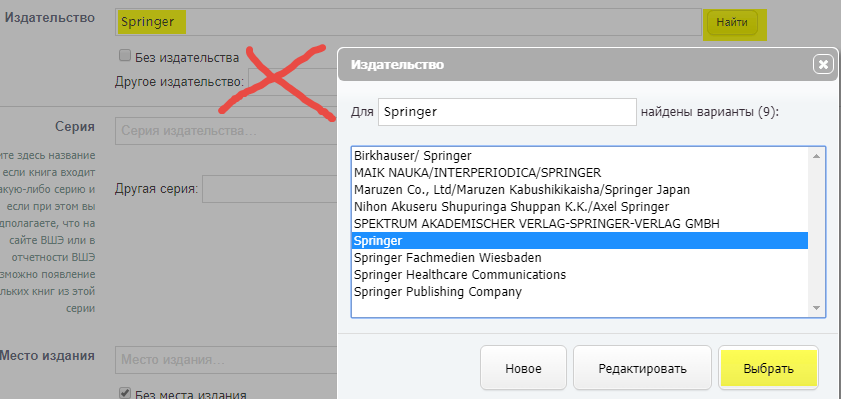 Издательство
Springer
Найти
Без издательства
Другое издательство:
Серия
Серия издательства...
ите здесь название
если книга входит
акую-либо серию и
если при этом вы
дполагаете, что на
сайте ВШЭ или в
отчетности ВШЭ
зможно появление
льких книг из этой
серии
Другая серия:
Место издания
Место издания...
Без места издания
Издательство
Для Springer найдены варианты (9):
Birkhauser/ Springer
MAIK NAUKA/INTERPERIODICA/SPRINGER
Maruzen Co., Ltd/Maruzen Kabushikikaisha/Springer Japan
Nihon Akuseru Shupuringa Shuppan K.K./Axel Springer
SPEKTRUM AKADEMISCHER VERLAG-SPRINGER-VERLAG GMBH
Springer
Springer Fachmedien Wiesbaden
Springer Healthcare Communications
Springer Publishing Company
Новое
Редактировать
Выбрать